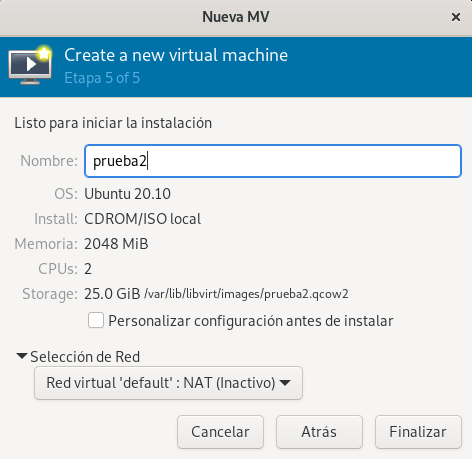 Nueva MV
Create a new virtual machine
Etapa 5 of 5
Listo para iniciar la instalación
Nombre: prueba2
OS: Ubuntu 20.10
Install: CDROM/ISO local
Memoria: 2048 MiB
CPUs: 2
Storage: 25.0 GiB /var/lib/libvirt/images/prueba2.qcow2
Personalizar configuración antes de instalar
Selección de Red
Red virtual 'default' : NAT (Inactivo)
Cancelar Atrás Finalizar